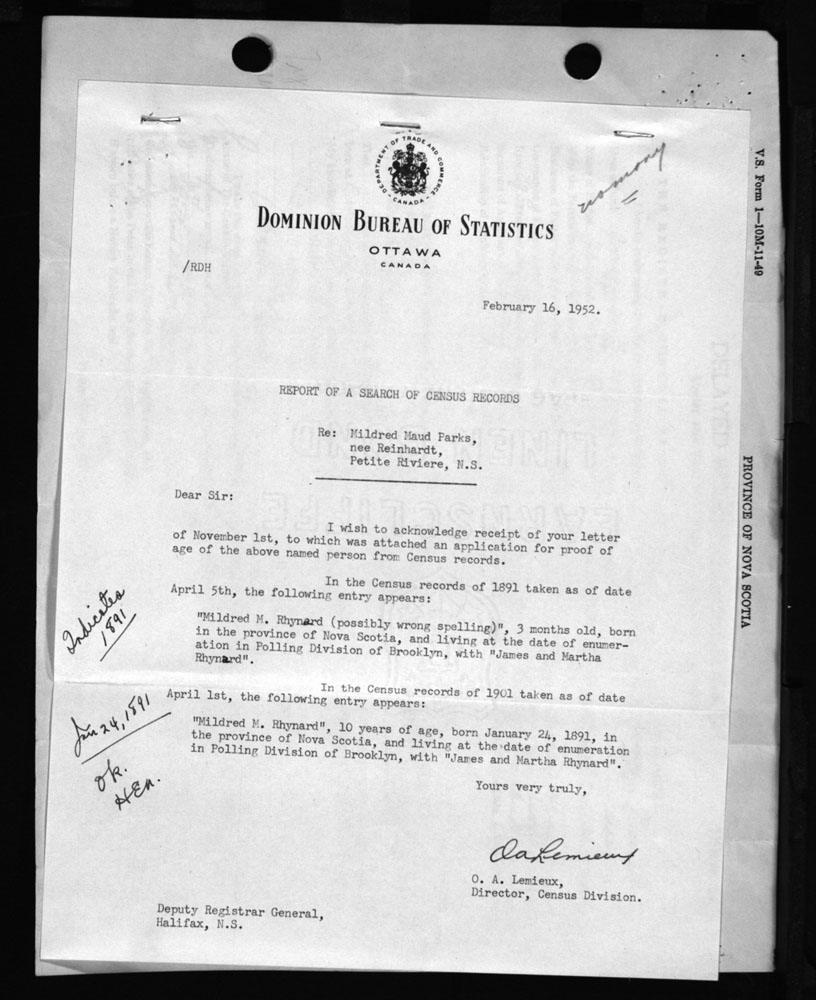 DEPARTMENT OF TRADE AND COMMERCE
- CANADA -
no money
DOMINION BUREAU OF STATISTICS
OTTAWA
CANADA
/RDH
February 16, 1952.
REPORT OF A SEARCH OF CENSUS RECORDS
Re: Mildred Maud Parks,
nee Reinhardt,
Petite Riviere, N.S.
Dear Sir:
I wish to acknowledge receipt of your letter
of November 1st, to which was attached an application for proof of
age of the above named person from Census records.
In the Census records of 1891 taken as of date
April 5th, the following entry appears:
"Mildred M. Rhynard (possibly wrong spelling)", 3 months old, born
in the province of Nova Scotia, and living at the date of enumer-
ation in Polling Division of Brooklyn, with "James and Martha
Rhynard".
Indicates
1891
In the Census records of 1901 taken as of date
April 1st, the following entry appears:
"Mildred M. Rhynard", 10 years of age, born January 24, 1891, in
the province of Nova Scotia, and living at the date of enumeration
in Polling Division of Brooklyn, with "James and Martha Rhynard".
Jan 24, 1891
Ok.
Yours very truly,
OALemieux
O. A. Lemieux,
Director, Census Division.
Deputy Registrar General,
Halifax, N.S.
V.S. Form 1—10M-11-49
PROVINCE OF NOVA SCOTIA